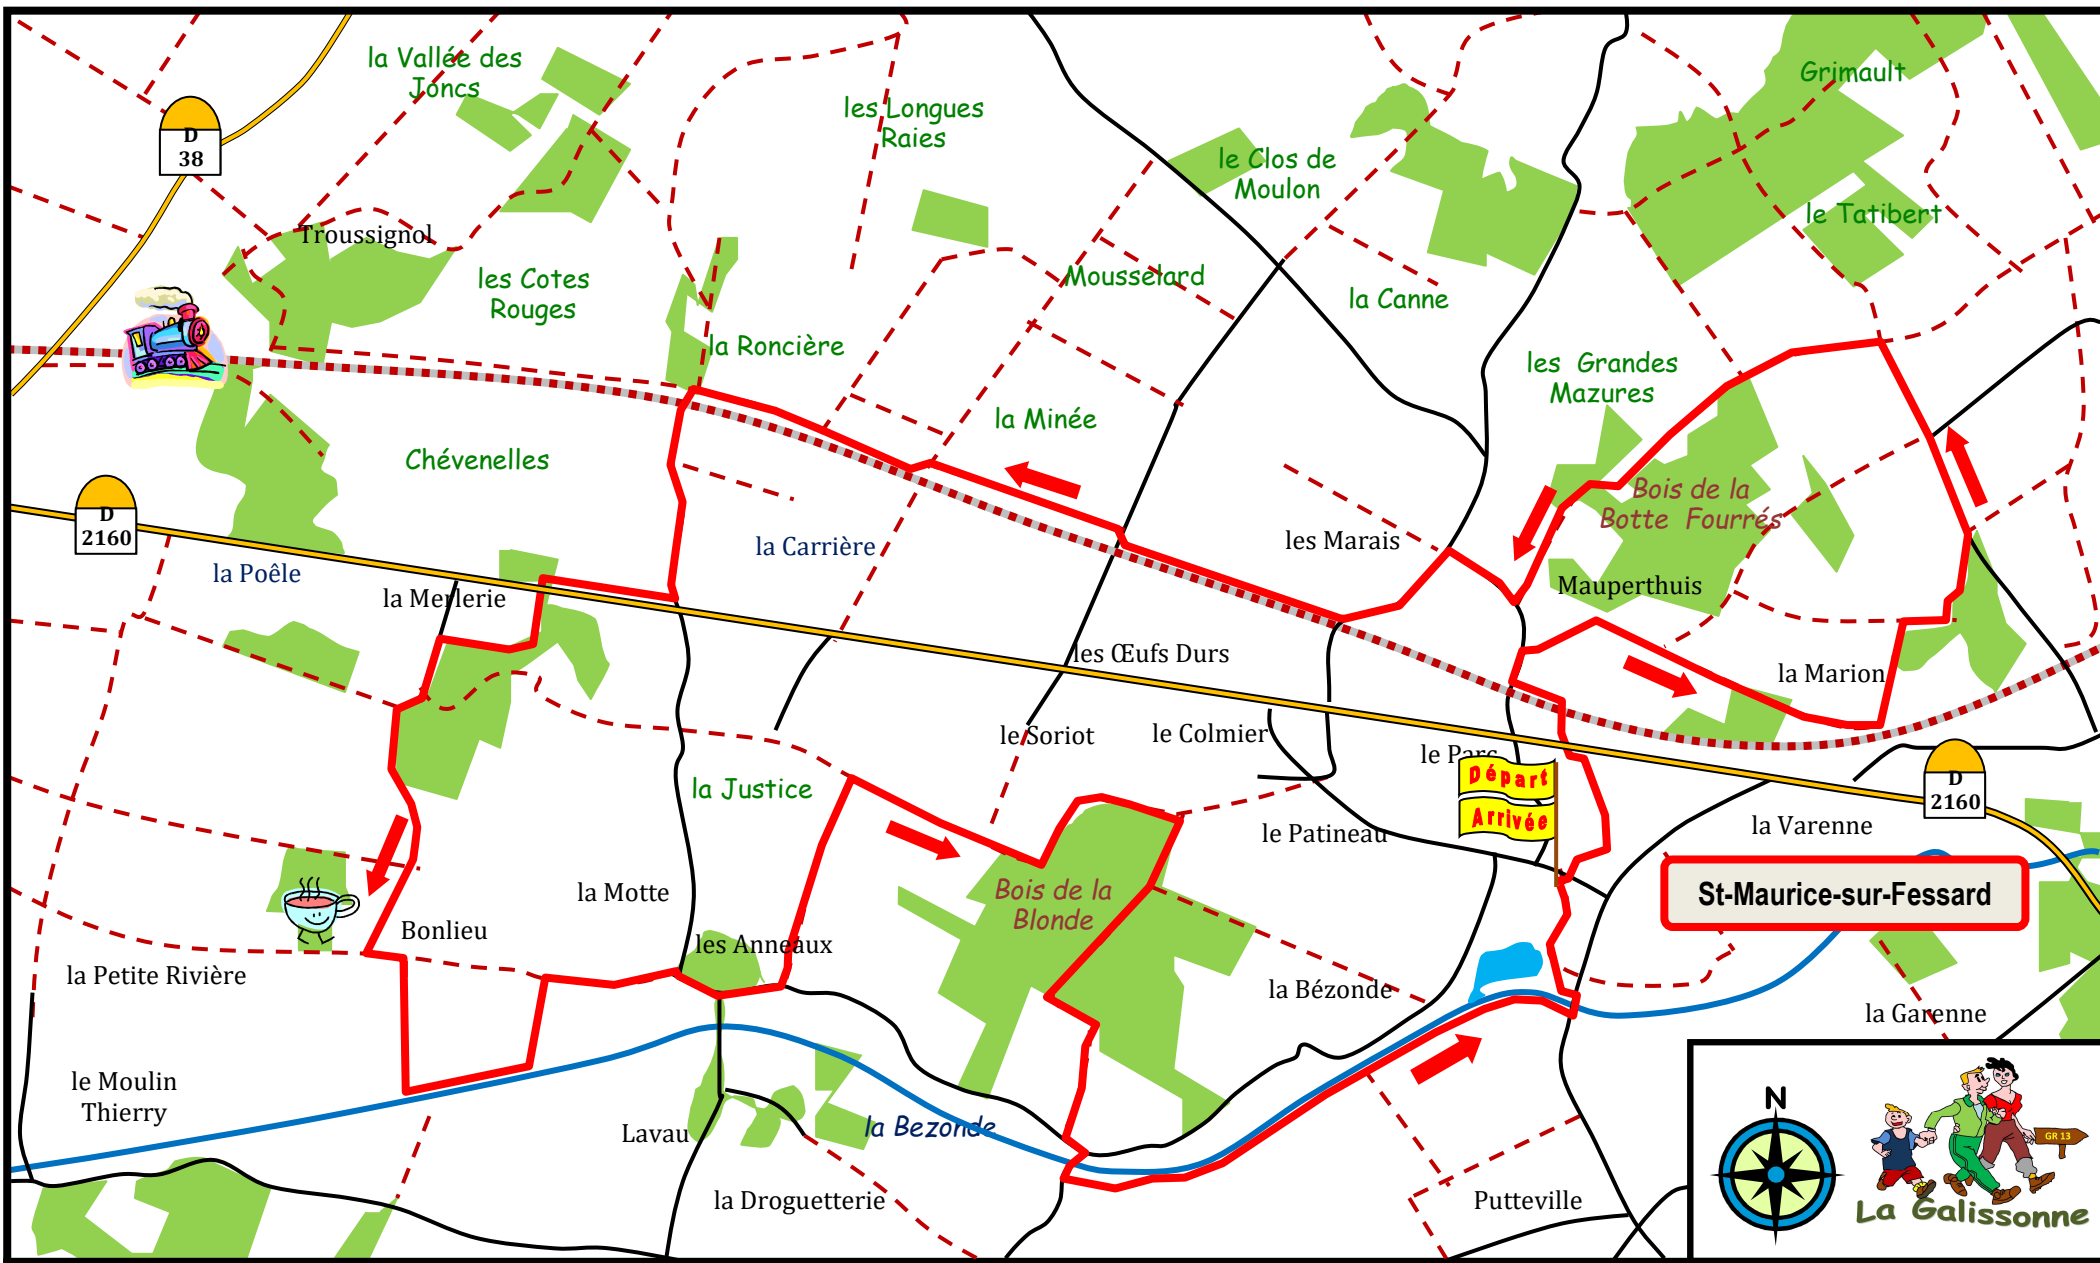 la Vallée des
Joncs
Grimault
les Longues
Raies
D
38
le Clos de
Moulon
le Tatibert
Troussignol
les Cotes
Rouges
Mousselard
la Canne
la Roncière
les Grandes
Mazures
la Minée
Chévenelles
Bois de la
Botte Fourrés
D
2160
la Carrière
les Marais
la Poêle
la Merlerie
Mauperthuis
les Œufs Durs
la Marion
le Soriot
le Colmier
le Parc
Départ
Arrivée
la Justice
D
2160
le Patineau
la Varenne
la Motte
Bois de la
Blonde
St-Maurice-sur-Fessard
Bonlieu
les Anneaux
la Petite Rivière
la Bézonde
la Garenne
le Moulin
Thierry
Lavau
la Bezonde
la Droguetterie
Putteville
N
GR 13
La Galissonne